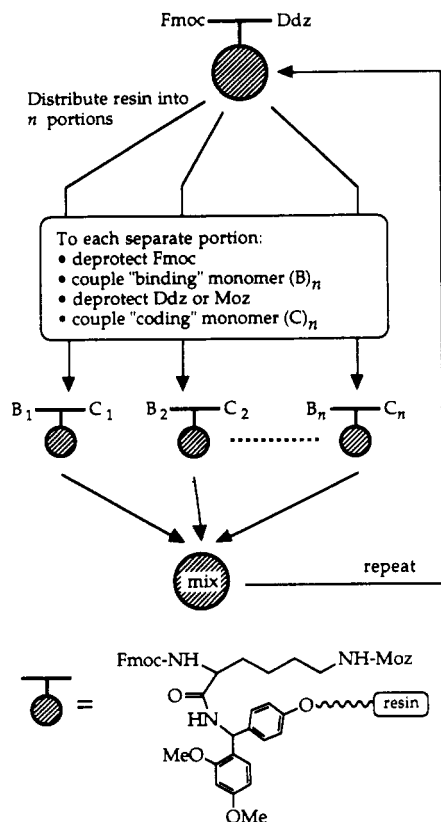 Fmoc Ddz
Distribute resin into
n portions
To each separate portion:
• deprotect Fmoc
• couple "binding" monomer (B)n
• deprotect Ddz or Moz
• couple "coding" monomer (C)n
B1 C1 B2 C2 Bn Cn
mix
repeat
=
Fmoc-NH NH-Moz
O
NH O resin
MeO
OMe